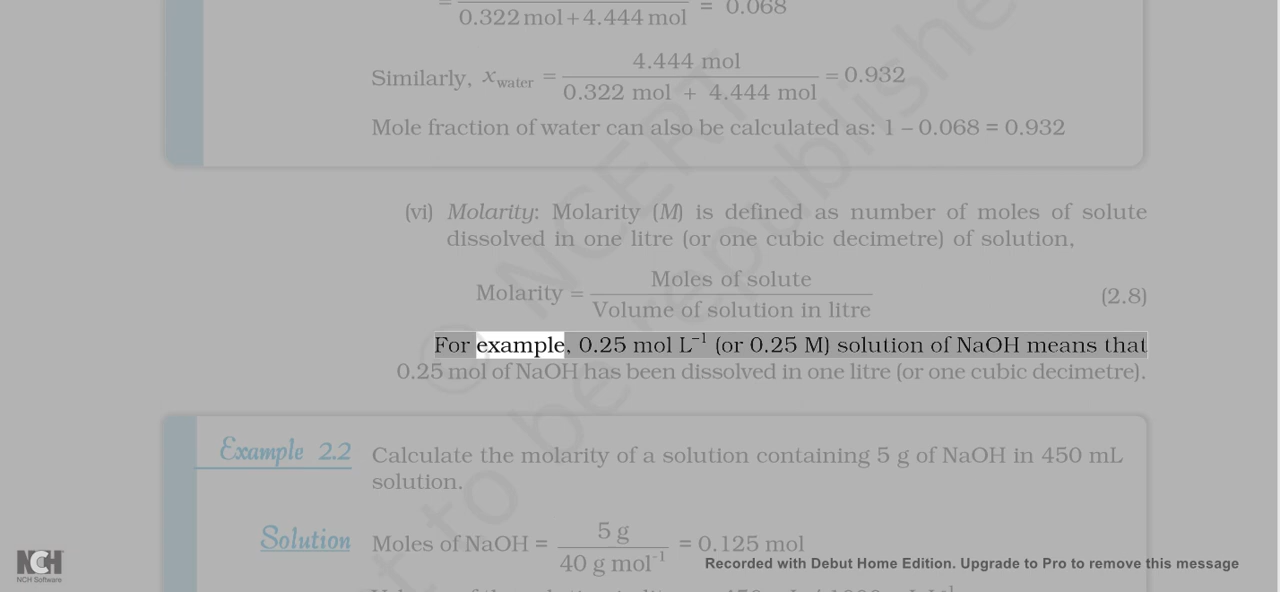 = 0.322 mol + 4.444 mol = 0.068
Similarly, x water = 4.444 mol / 0.322 mol + 4.444 mol = 0.932
Mole fraction of water can also be calculated as: 1 – 0.068 = 0.932
(vi) Molarity: Molarity (M) is defined as number of moles of solute
dissolved in one litre (or one cubic decimetre) of solution,
Molarity = Moles of solute / Volume of solution in litre (2.8)
For example, 0.25 mol L⁻¹ (or 0.25 M) solution of NaOH means that
0.25 mol of NaOH has been dissolved in one litre (or one cubic decimetre).
Example 2.2 Calculate the molarity of a solution containing 5 g of NaOH in 450 mL
solution.
Solution Moles of NaOH = 5 g / 40 g mol⁻¹ = 0.125 mol
© NCERT
not to be republished
NCH
NCH Software
Recorded with Debut Home Edition. Upgrade to Pro to remove this message